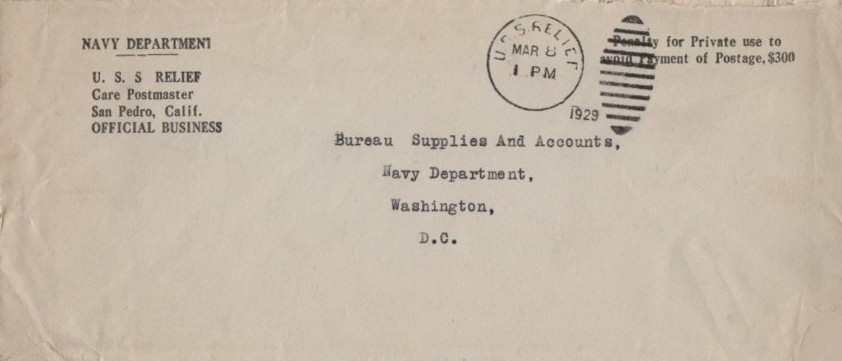 NAVY DEPARTMENT
U. S. S RELIEF
Care Postmaster
San Pedro, Calif.
OFFICIAL BUSINESS
U.S.S. RELIEF
MAR 8
1 PM
1929
Penalty for Private use to
avoid Payment of Postage, $300
Bureau Supplies And Accounts,
Navy Department,
Washington,
D.C.